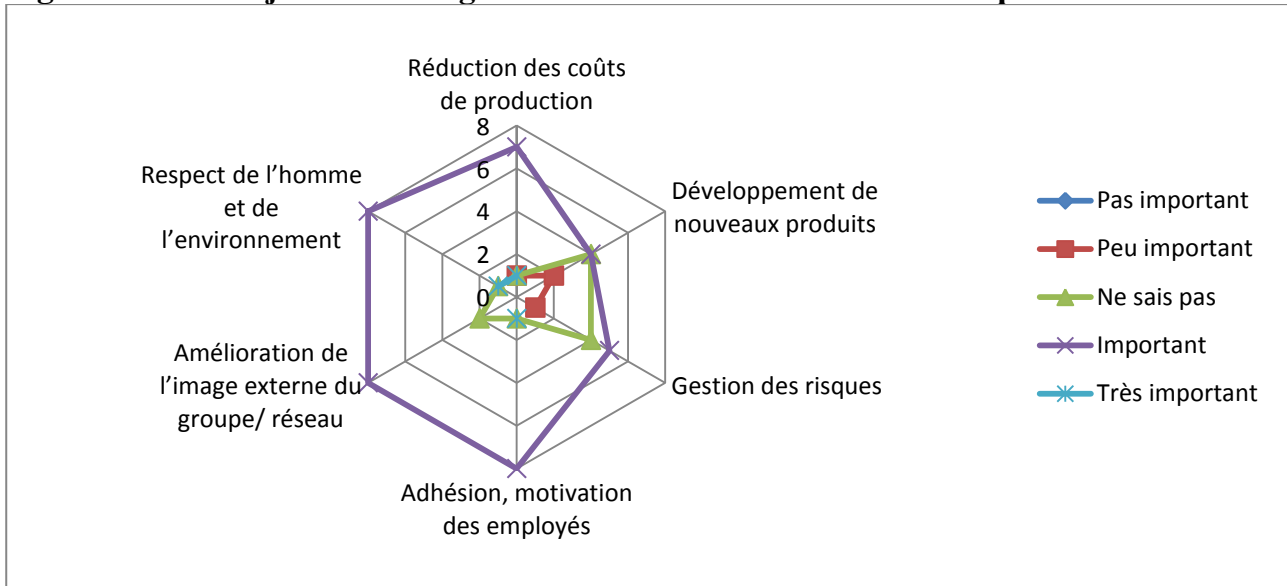 Réduction des coûts
de production
8
6
4
2
0
Développement de
nouveaux produits
Gestion des risques
Adhésion, motivation
des employés
Amélioration de
l’image externe du
groupe/ réseau
Respect de l’homme
et de
l’environnement
Pas important
Peu important
Ne sais pas
Important
Très important